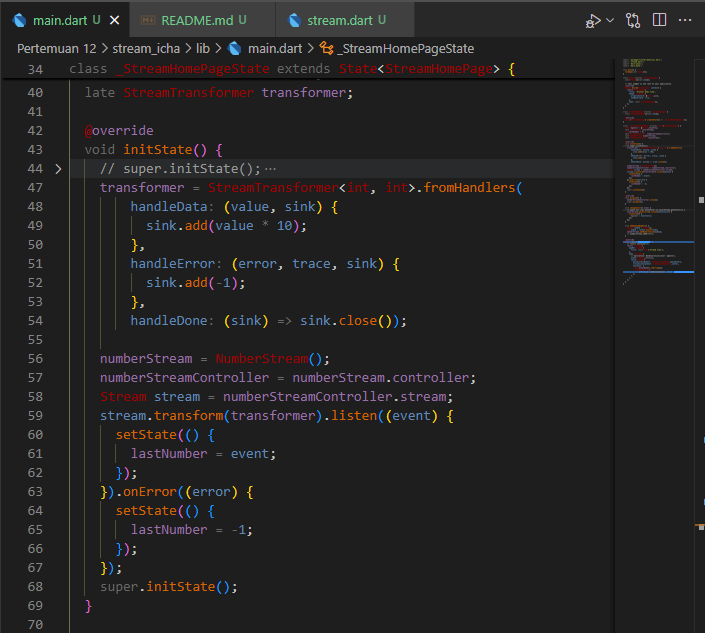 main.dart U × README.md U stream.dart U
Pertemuan 12 > stream_icha > lib > main.dart > _StreamHomePageState
34 class _StreamHomePageState extends State<StreamHomePage> {
40 late StreamTransformer transformer;
41
42 @override
43 void initState() {
44 // super.initState(); ...
47 transformer = StreamTransformer<int, int>.fromHandlers(
48 handleData: (value, sink) {
49 sink.add(value * 10);
50 },
51 handleError: (error, trace, sink) {
52 sink.add(-1);
53 },
54 handleDone: (sink) => sink.close());
55
56 numberStream = NumberStream();
57 numberStreamController = numberStream.controller;
58 Stream stream = numberStreamController.stream;
59 stream.transform(transformer).listen((event) {
60 setState(() {
61 lastNumber = event;
62 });
63 }).onError((error) {
64 setState(() {
65 lastNumber = -1;
66 });
67 });
68 super.initState();
69 }
70